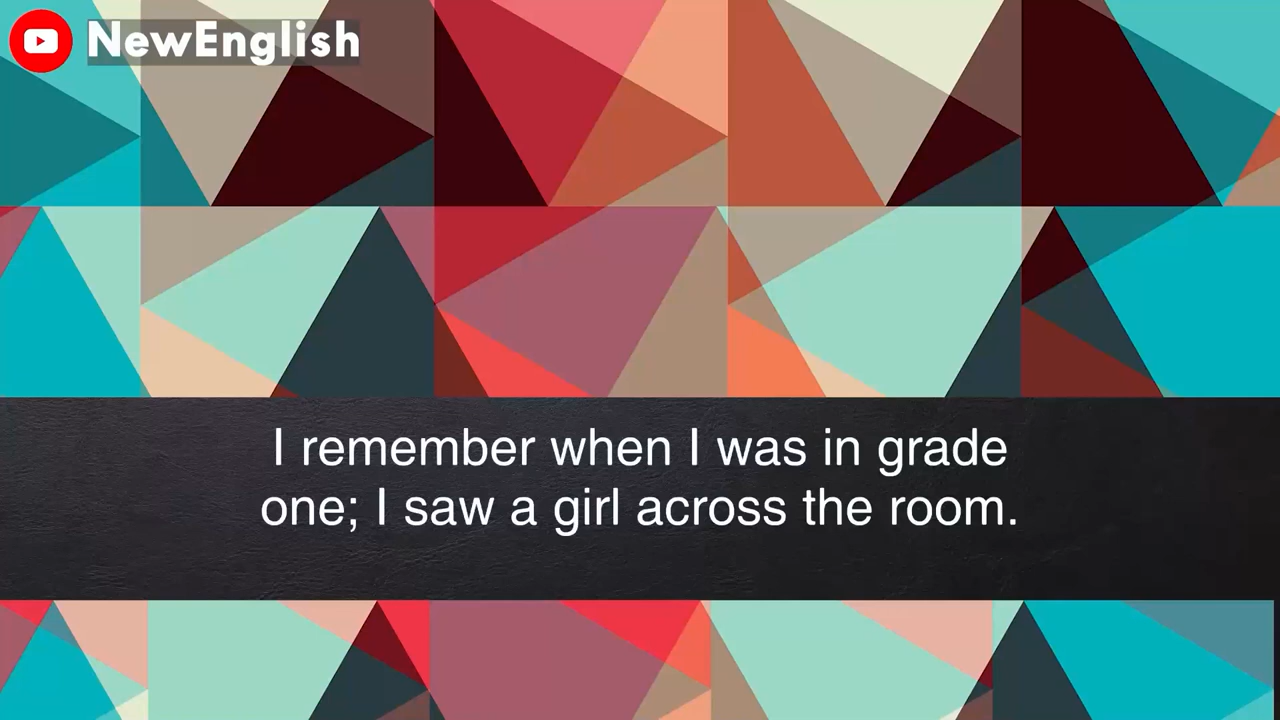 NewEnglish
I remember when I was in grade
one; I saw a girl across the room.